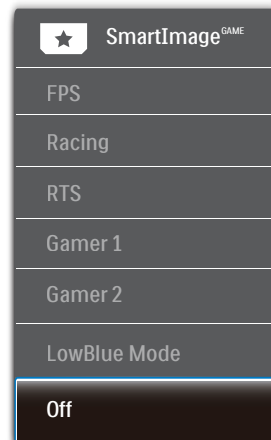 SmartImage GAME
FPS
Racing
RTS
Gamer 1
Gamer 2
LowBlue Mode
Off